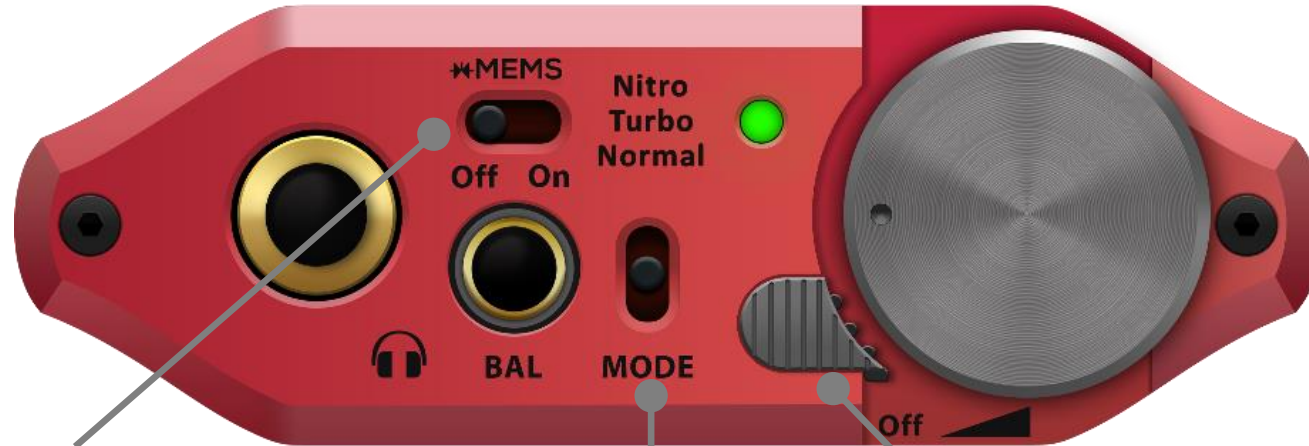 MEMS
Off On
Nitro
Turbo
Normal
BAL
MODE
Off